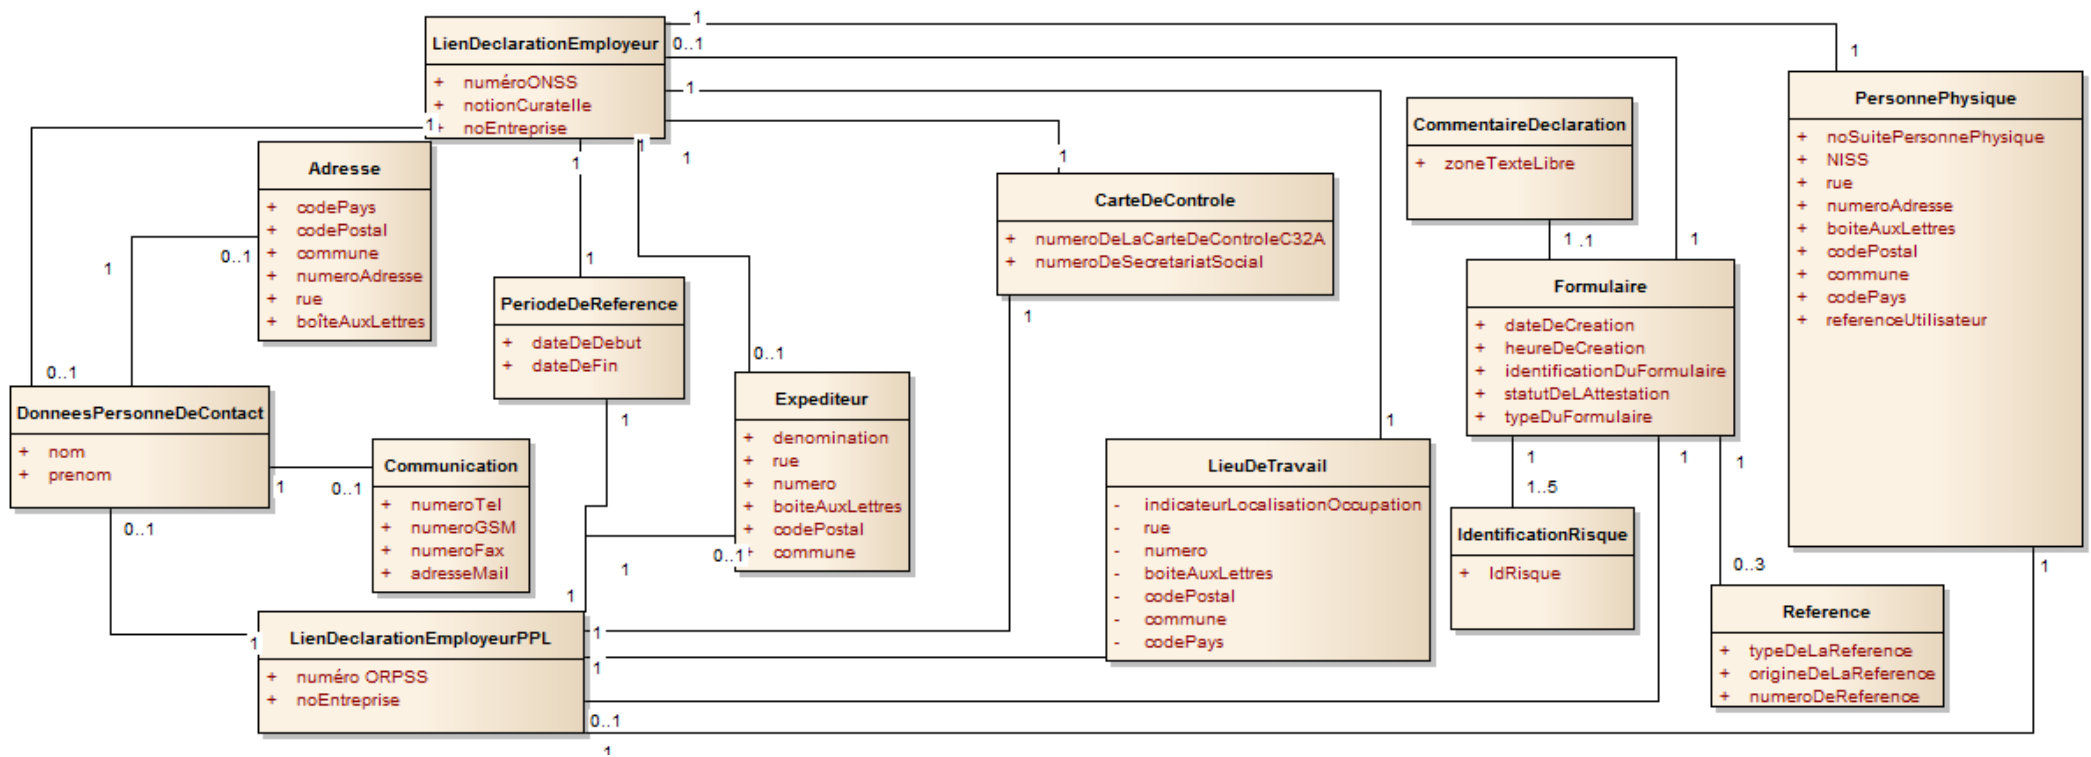 LienDeclarationEmployeur
+ numéroONSS
+ notionCuratelle
+ noEntreprise
1
0..1
1
1
1
1
1
1
Adresse
+ codePays
+ codePostal
+ commune
+ numeroAdresse
+ rue
+ boîteAuxLettres
1
0..1
0..1
PersonnePhysique
+ noSuitePersonnePhysique
+ NISS
+ rue
+ numeroAdresse
+ boiteAuxLettres
+ codePostal
+ commune
+ codePays
+ referenceUtilisateur
1
CommentaireDeclaration
+ zoneTexteLibre
1 ..1
1
CarteDeControle
+ numeroDeLaCarteDeControleC32A
+ numeroDeSecretariatSocial
1
1
Formulaire
+ dateDeCreation
+ heureDeCreation
+ identificationDuFormulaire
+ statutDeLAttestation
+ typeDuFormulaire
1
1
1
1..5
0..3
1
PeriodeDeReference
+ dateDeDebut
+ dateDeFin
1
0..1
Expediteur
+ denomination
+ rue
+ numero
+ boiteAuxLettres
+ codePostal
+ commune
0..1
1
DonneesPersonneDeContact
+ nom
+ prenom
1
0..1
0..1
Communication
+ numeroTel
+ numeroGSM
+ numeroFax
+ adresseMail
1
LieuDeTravail
- indicateurLocalisationOccupation
- rue
- numero
- boiteAuxLettres
- codePostal
- commune
- codePays
IdentificationRisque
+ IdRisque
Reference
+ typeDeLaReference
+ origineDeLaReference
+ numeroDeReference
1
1
1
LienDeclarationEmployeurPPL
+ numéro ORPSS
+ noEntreprise
1
1
0..1
1